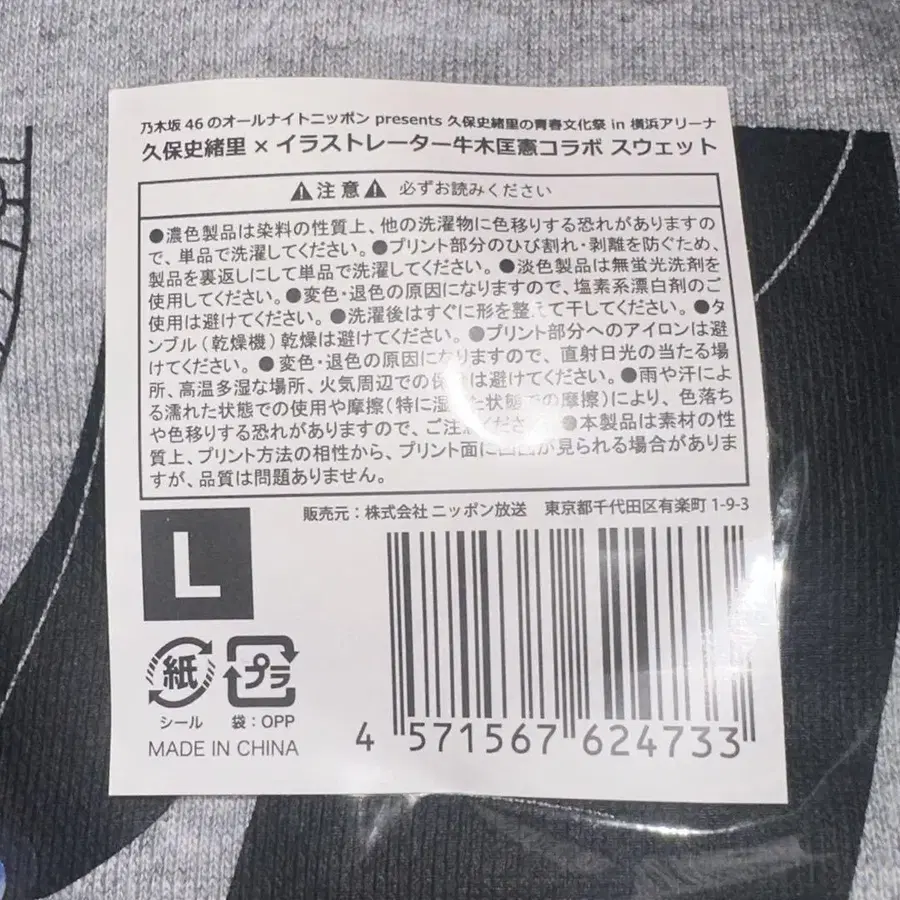 乃木坂 46 のオールナイトニッポン presents 久保史緒里の青春文化祭 in 横浜アリーナ
久保史緒里 × イラストレーター牛木匡憲コラボ スウェット
⚠注 意⚠ 必ずお読みください
●濃色製品は染料の性質上、他の洗濯物に色移りする恐れがありますの
で、単品で洗濯してください。●プリント部分のひび割れ・剥離を防ぐため、
製品を裏返しにして単品で洗濯してください。●淡色製品は無蛍光洗剤を
使用してください。●変色・退色の原因になりますので、塩素系漂白剤のご
使用は避けてください。●洗濯後はすぐに形を整えて干してください。●タ
ンブル（乾燥機）乾燥は避けてください。●プリント部分へのアイロンは避
けてください。●変色・退色の原因になりますので、直射日光の当たる場
所、高温多湿な場所、火気周辺での保管は避けてください。●雨や汗によ
る濡れた状態での使用や摩擦（特に湿った状態での摩擦）により、色落ち
や色移りする恐れがありますので、ご注意ください。●本製品は素材の性
質上、プリント方法の相性から、プリント面に凹凸が見られる場合がありま
すが、品質は問題ありません。
販売元：株式会社ニッポン放送 東京都千代田区有楽町 1-9-3
L
紙 プラ
シール 袋：OPP
MADE IN CHINA
4 571567 624733